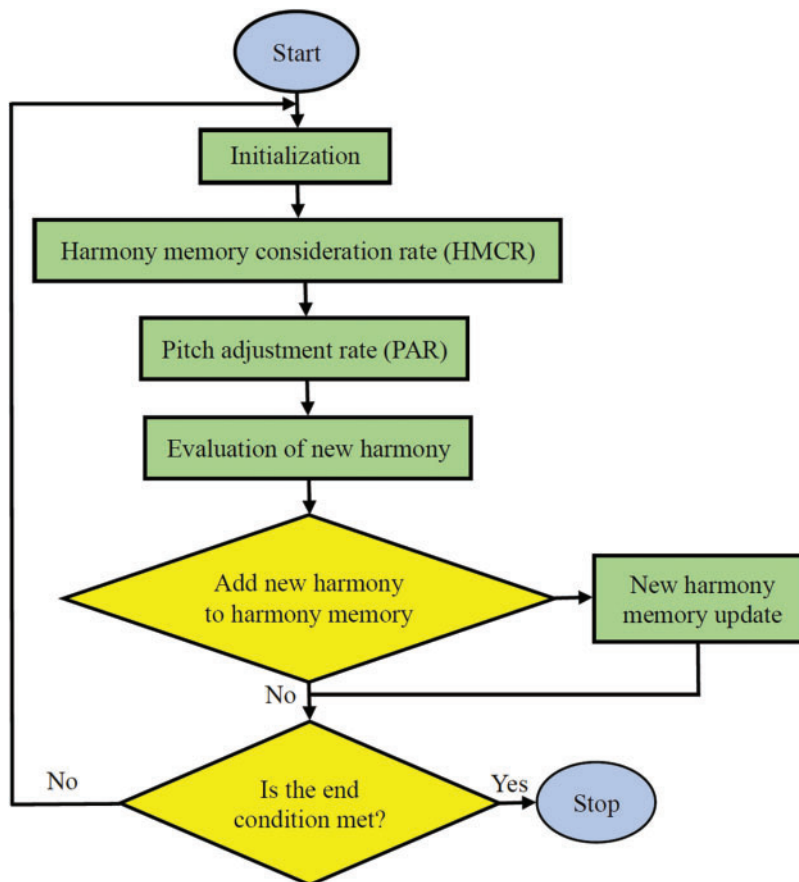 Start
Initialization
Harmony memory consideration rate (HMCR)
Pitch adjustment rate (PAR)
Evaluation of new harmony
Add new harmony
to harmony memory
New harmony
memory update
No
No
Is the end
condition met?
Yes
Stop